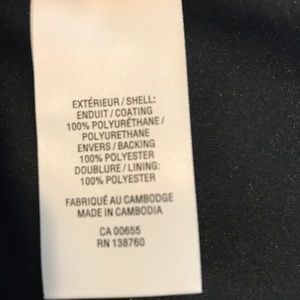 EXTÉRIEUR / SHELL:
ENDUIT / COATING
100% POLYURÉTHANE /
POLYURETHANE
ENVERS / BACKING
100% POLYESTER
DOUBLURE / LINING:
100% POLYESTER
FABRIQUÉ AU CAMBODGE
MADE IN CAMBODIA
CA 00655
RN 138760